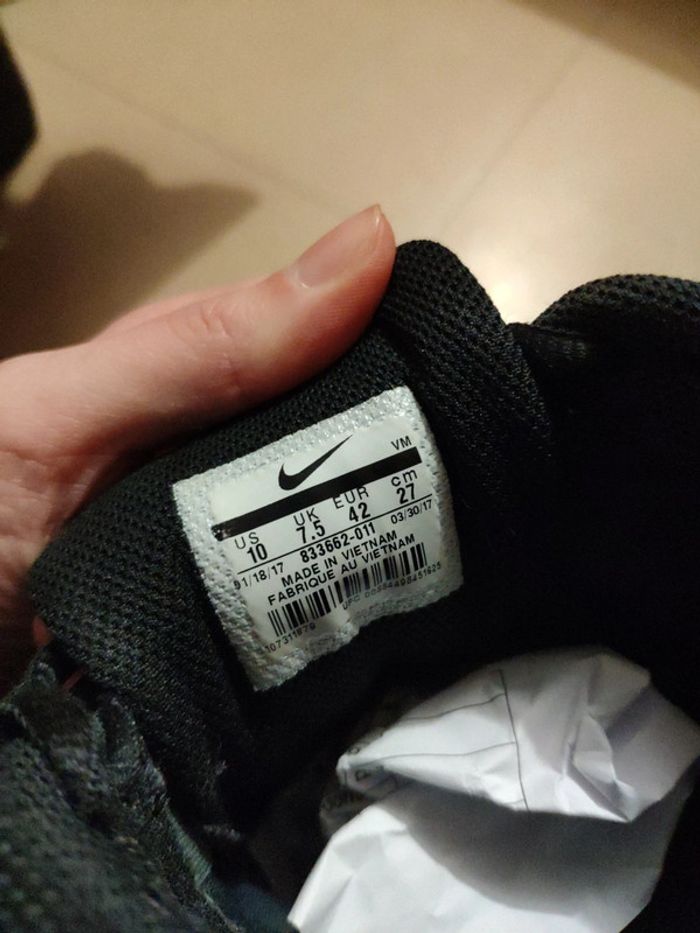 VM
US UK EUR cm
10 7.5 42 27
01/18/17 833662-011 03/30/17
MADE IN VIETNAM
FABRIQUE AU VIETNAM